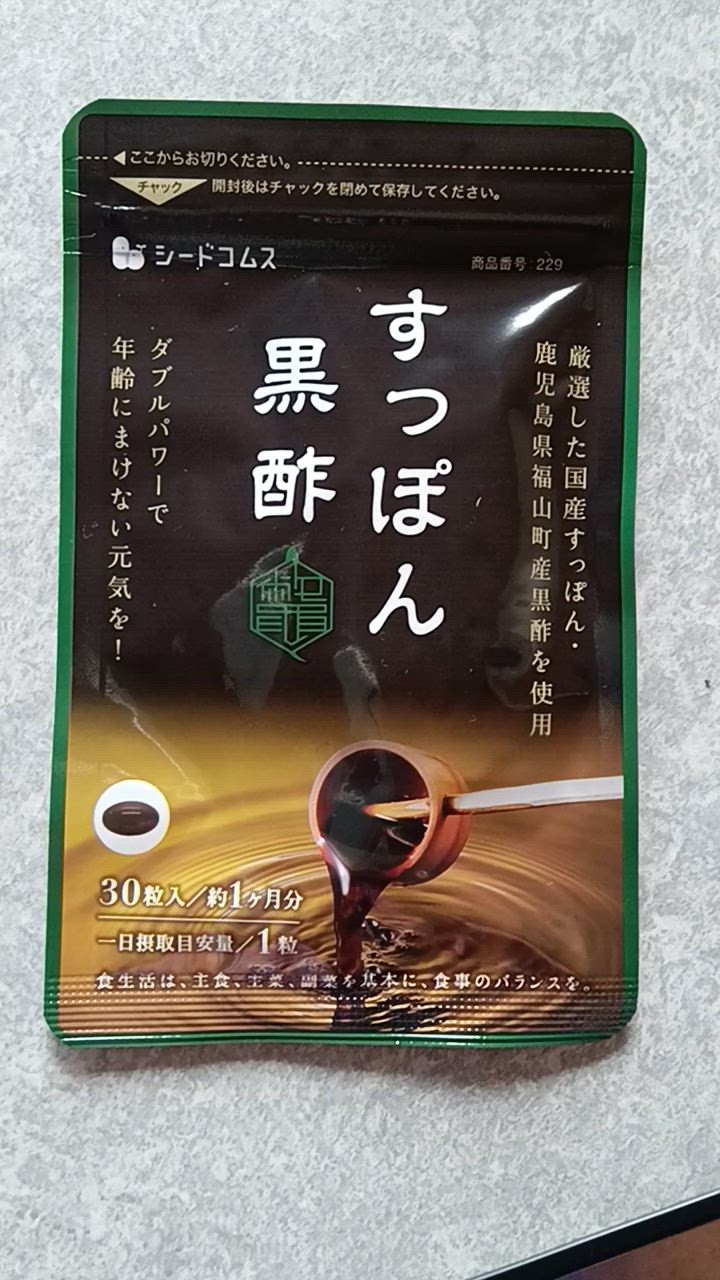 ここからお切りください。
チャック
開封後はチャックを閉めて保存してください。
シードコムス
商品番号 229
厳選した国産すっぽん・
鹿児島県福山町産黒酢を使用
すっぽん
黒酢
ダブルパワーで
年齢にまけない元気を！
30粒入／約1ヶ月分
一日摂取目安量／1粒
食生活は、主食、主菜、副菜を基本に、食事のバランスを。